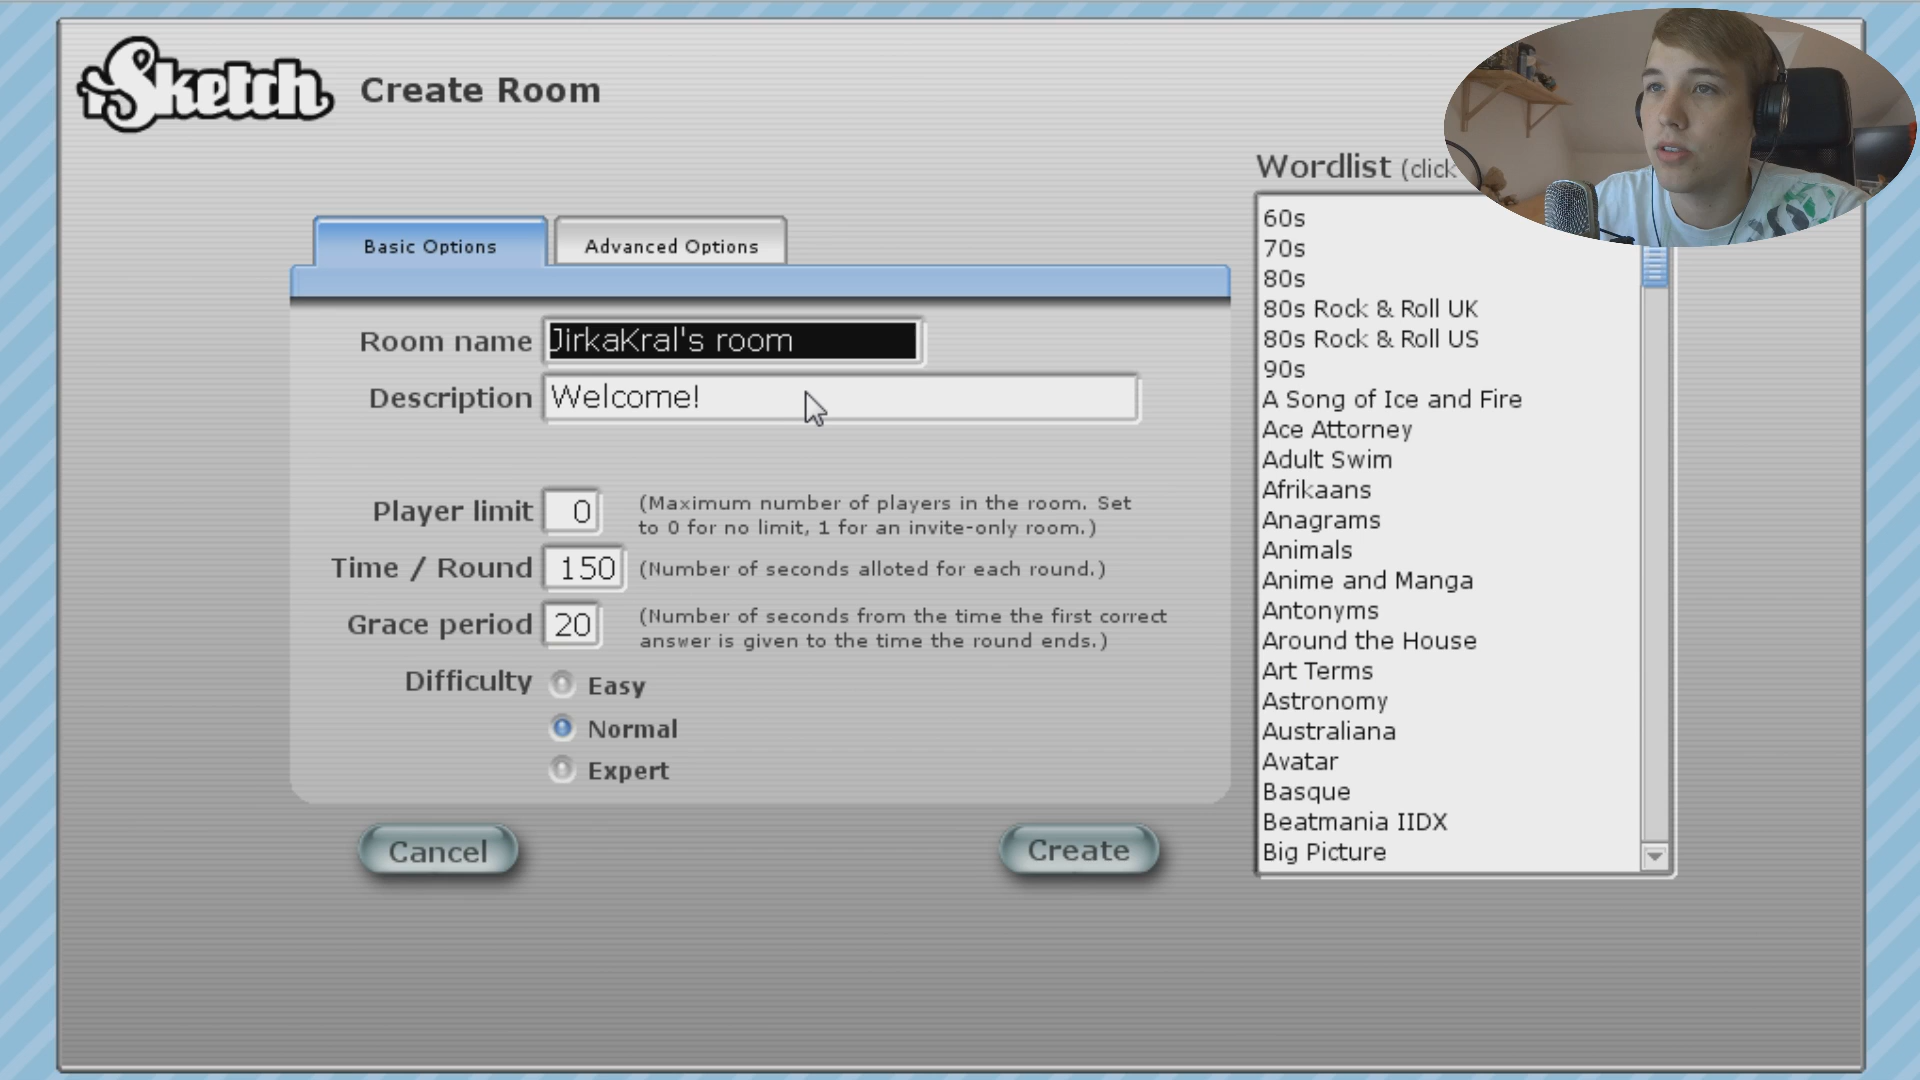 iSketch
Create Room
Wordlist (click
Basic Options
Advanced Options
Room name JirkaKral's room
Description Welcome!
Player limit 0 (Maximum number of players in the room. Set
to 0 for no limit, 1 for an invite-only room.)
Time / Round 150 (Number of seconds alloted for each round.)
Grace period 20 (Number of seconds from the time the first correct
answer is given to the time the round ends.)
Difficulty
Easy
Normal
Expert
Cancel
Create
60s
70s
80s
80s Rock & Roll UK
80s Rock & Roll US
90s
A Song of Ice and Fire
Ace Attorney
Adult Swim
Afrikaans
Anagrams
Animals
Anime and Manga
Antonyms
Around the House
Art Terms
Astronomy
Australiana
Avatar
Basque
Beatmania IIDX
Big Picture